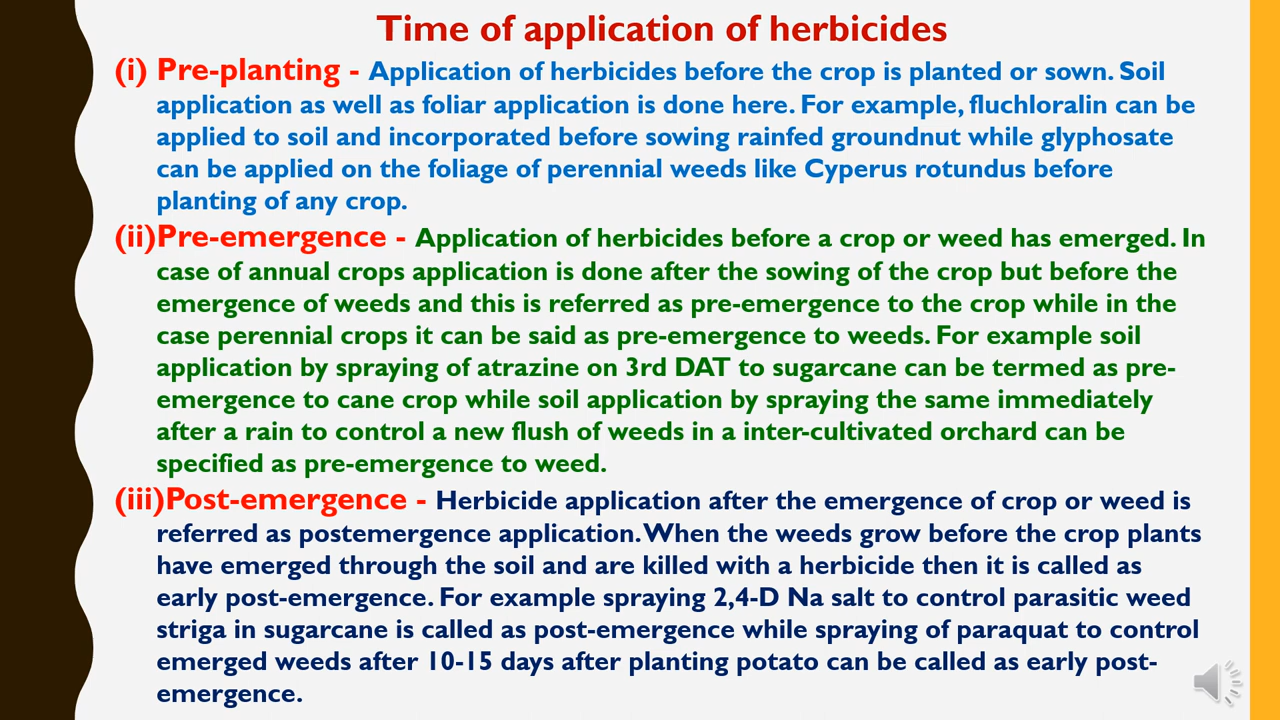 Time of application of herbicides
(i) Pre-planting - Application of herbicides before the crop is planted or sown. Soil
application as well as foliar application is done here. For example, fluchloralin can be
applied to soil and incorporated before sowing rainfed groundnut while glyphosate
can be applied on the foliage of perennial weeds like Cyperus rotundus before
planting of any crop.
(ii)Pre-emergence - Application of herbicides before a crop or weed has emerged. In
case of annual crops application is done after the sowing of the crop but before the
emergence of weeds and this is referred as pre-emergence to the crop while in the
case perennial crops it can be said as pre-emergence to weeds. For example soil
application by spraying of atrazine on 3rd DAT to sugarcane can be termed as pre-
emergence to cane crop while soil application by spraying the same immediately
after a rain to control a new flush of weeds in a inter-cultivated orchard can be
specified as pre-emergence to weed.
(iii)Post-emergence - Herbicide application after the emergence of crop or weed is
referred as postemergence application. When the weeds grow before the crop plants
have emerged through the soil and are killed with a herbicide then it is called as
early post-emergence. For example spraying 2,4-D Na salt to control parasitic weed
striga in sugarcane is called as post-emergence while spraying of paraquat to control
emerged weeds after 10-15 days after planting potato can be called as early post-
emergence.